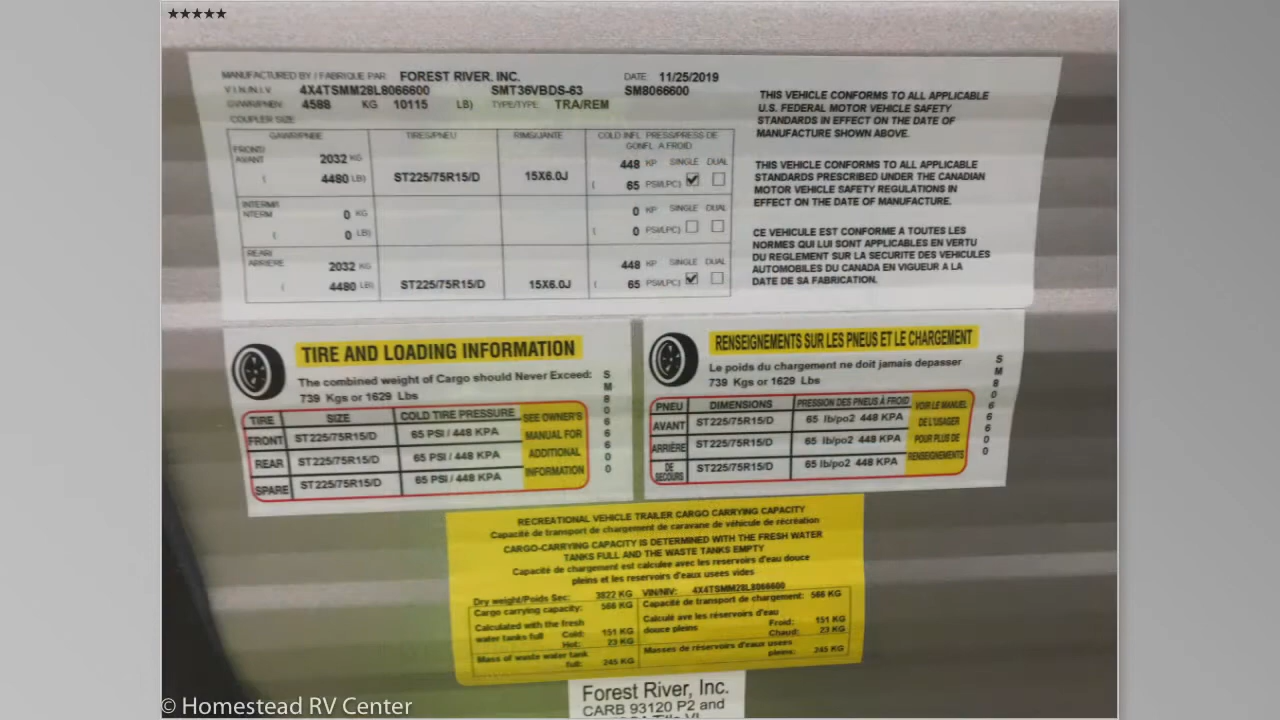 ★★★★★
MANUFACTURED BY / FABRIQUE PAR FOREST RIVER, INC. DATE 11/25/2019
V.I.N./N.I.V. 4X4TSMM28L8066600 SMT36VBDS-63 SM8066600
GVWR/PNBV 4588 KG 10115 LB) TYPE/TYPE: TRA/REM
COUPLER SIZE
GAWR/PNBE TIRES/PNEU RIMS/JANTE COLD INFL PRESS/PRESS DE
GONFL A FROID
FRONT/
AVANT 2032 KG 448 KP SINGLE DUAL
( 4480 LB) ST225/75R15/D 15X6.0J ( 65 PSI/LPC)
INTERM/
INTERM 0 KG 0 KP SINGLE DUAL
( 0 LB) ( 0 PSI/LPC)
REAR/
ARRIERE 2032 KG 448 KP SINGLE DUAL
( 4480 LB) ST225/75R15/D 15X6.0J ( 65 PSI/LPC)
THIS VEHICLE CONFORMS TO ALL APPLICABLE
U.S. FEDERAL MOTOR VEHICLE SAFETY
STANDARDS IN EFFECT ON THE DATE OF
MANUFACTURE SHOWN ABOVE.
THIS VEHICLE CONFORMS TO ALL APPLICABLE
STANDARDS PRESCRIBED UNDER THE CANADIAN
MOTOR VEHICLE SAFETY REGULATIONS IN
EFFECT ON THE DATE OF MANUFACTURE.
CE VEHICULE EST CONFORME A TOUTES LES
NORMES QUI LUI SONT APPLICABLES EN VERTU
DU REGLEMENT SUR LA SECURITE DES VEHICULES
AUTOMOBILES DU CANADA EN VIGUEUR A LA
DATE DE SA FABRICATION.
TIRE AND LOADING INFORMATION
The combined weight of Cargo should Never Exceed:
739 Kgs or 1629 Lbs
TIRE SIZE COLD TIRE PRESSURE SEE OWNER'S
FRONT ST225/75R15/D 65 PSI / 448 KPA MANUAL FOR
REAR ST225/75R15/D 65 PSI / 448 KPA ADDITIONAL
SPARE ST225/75R15/D 65 PSI / 448 KPA INFORMATION
SM8066600
RENSEIGNEMENTS SUR LES PNEUS ET LE CHARGEMENT
Le poids du chargement ne doit jamais depasser
739 Kgs or 1629 Lbs
PNEU DIMENSIONS PRESSION DES PNEUS À FROID VOIR LE MANUEL
AVANT ST225/75R15/D 65 lb/po2 448 KPA DE L'USAGER
ARRIÈRE ST225/75R15/D 65 lb/po2 448 KPA POUR PLUS DE
DE SECOURS ST225/75R15/D 65 lb/po2 448 KPA RENSEIGNEMENTS
SM8066600
RECREATIONAL VEHICLE TRAILER CARGO CARRYING CAPACITY
Capacité de transport de chargement de caravane de véhicule de récréation
CARGO-CARRYING CAPACITY IS DETERMINED WITH THE FRESH WATER
TANKS FULL AND THE WASTE TANKS EMPTY
Capacité de chargement est calculée avec les reservoirs d'eau douce
pleins et les reservoirs d'eaux usees vides
Dry weight/Poids Sec: 3822 KG VIN/NIV: 4X4TSMM28L8066600
Cargo carrying capacity: 566 KG Capacite de transport de chargement: 566 KG
Calculated with the fresh
water tanks full Cold: 151 KG
Hot: 23 KG
Calculé ave les réservoirs d'eau
douce pleins Froid: 151 KG
Chaud: 23 KG
Mass of waste water tank
full: 245 KG
Masses de réservoirs d'eaux usees
pleins: 245 KG
Forest River, Inc.
CARB 93120 P2 and
© Homestead RV Center